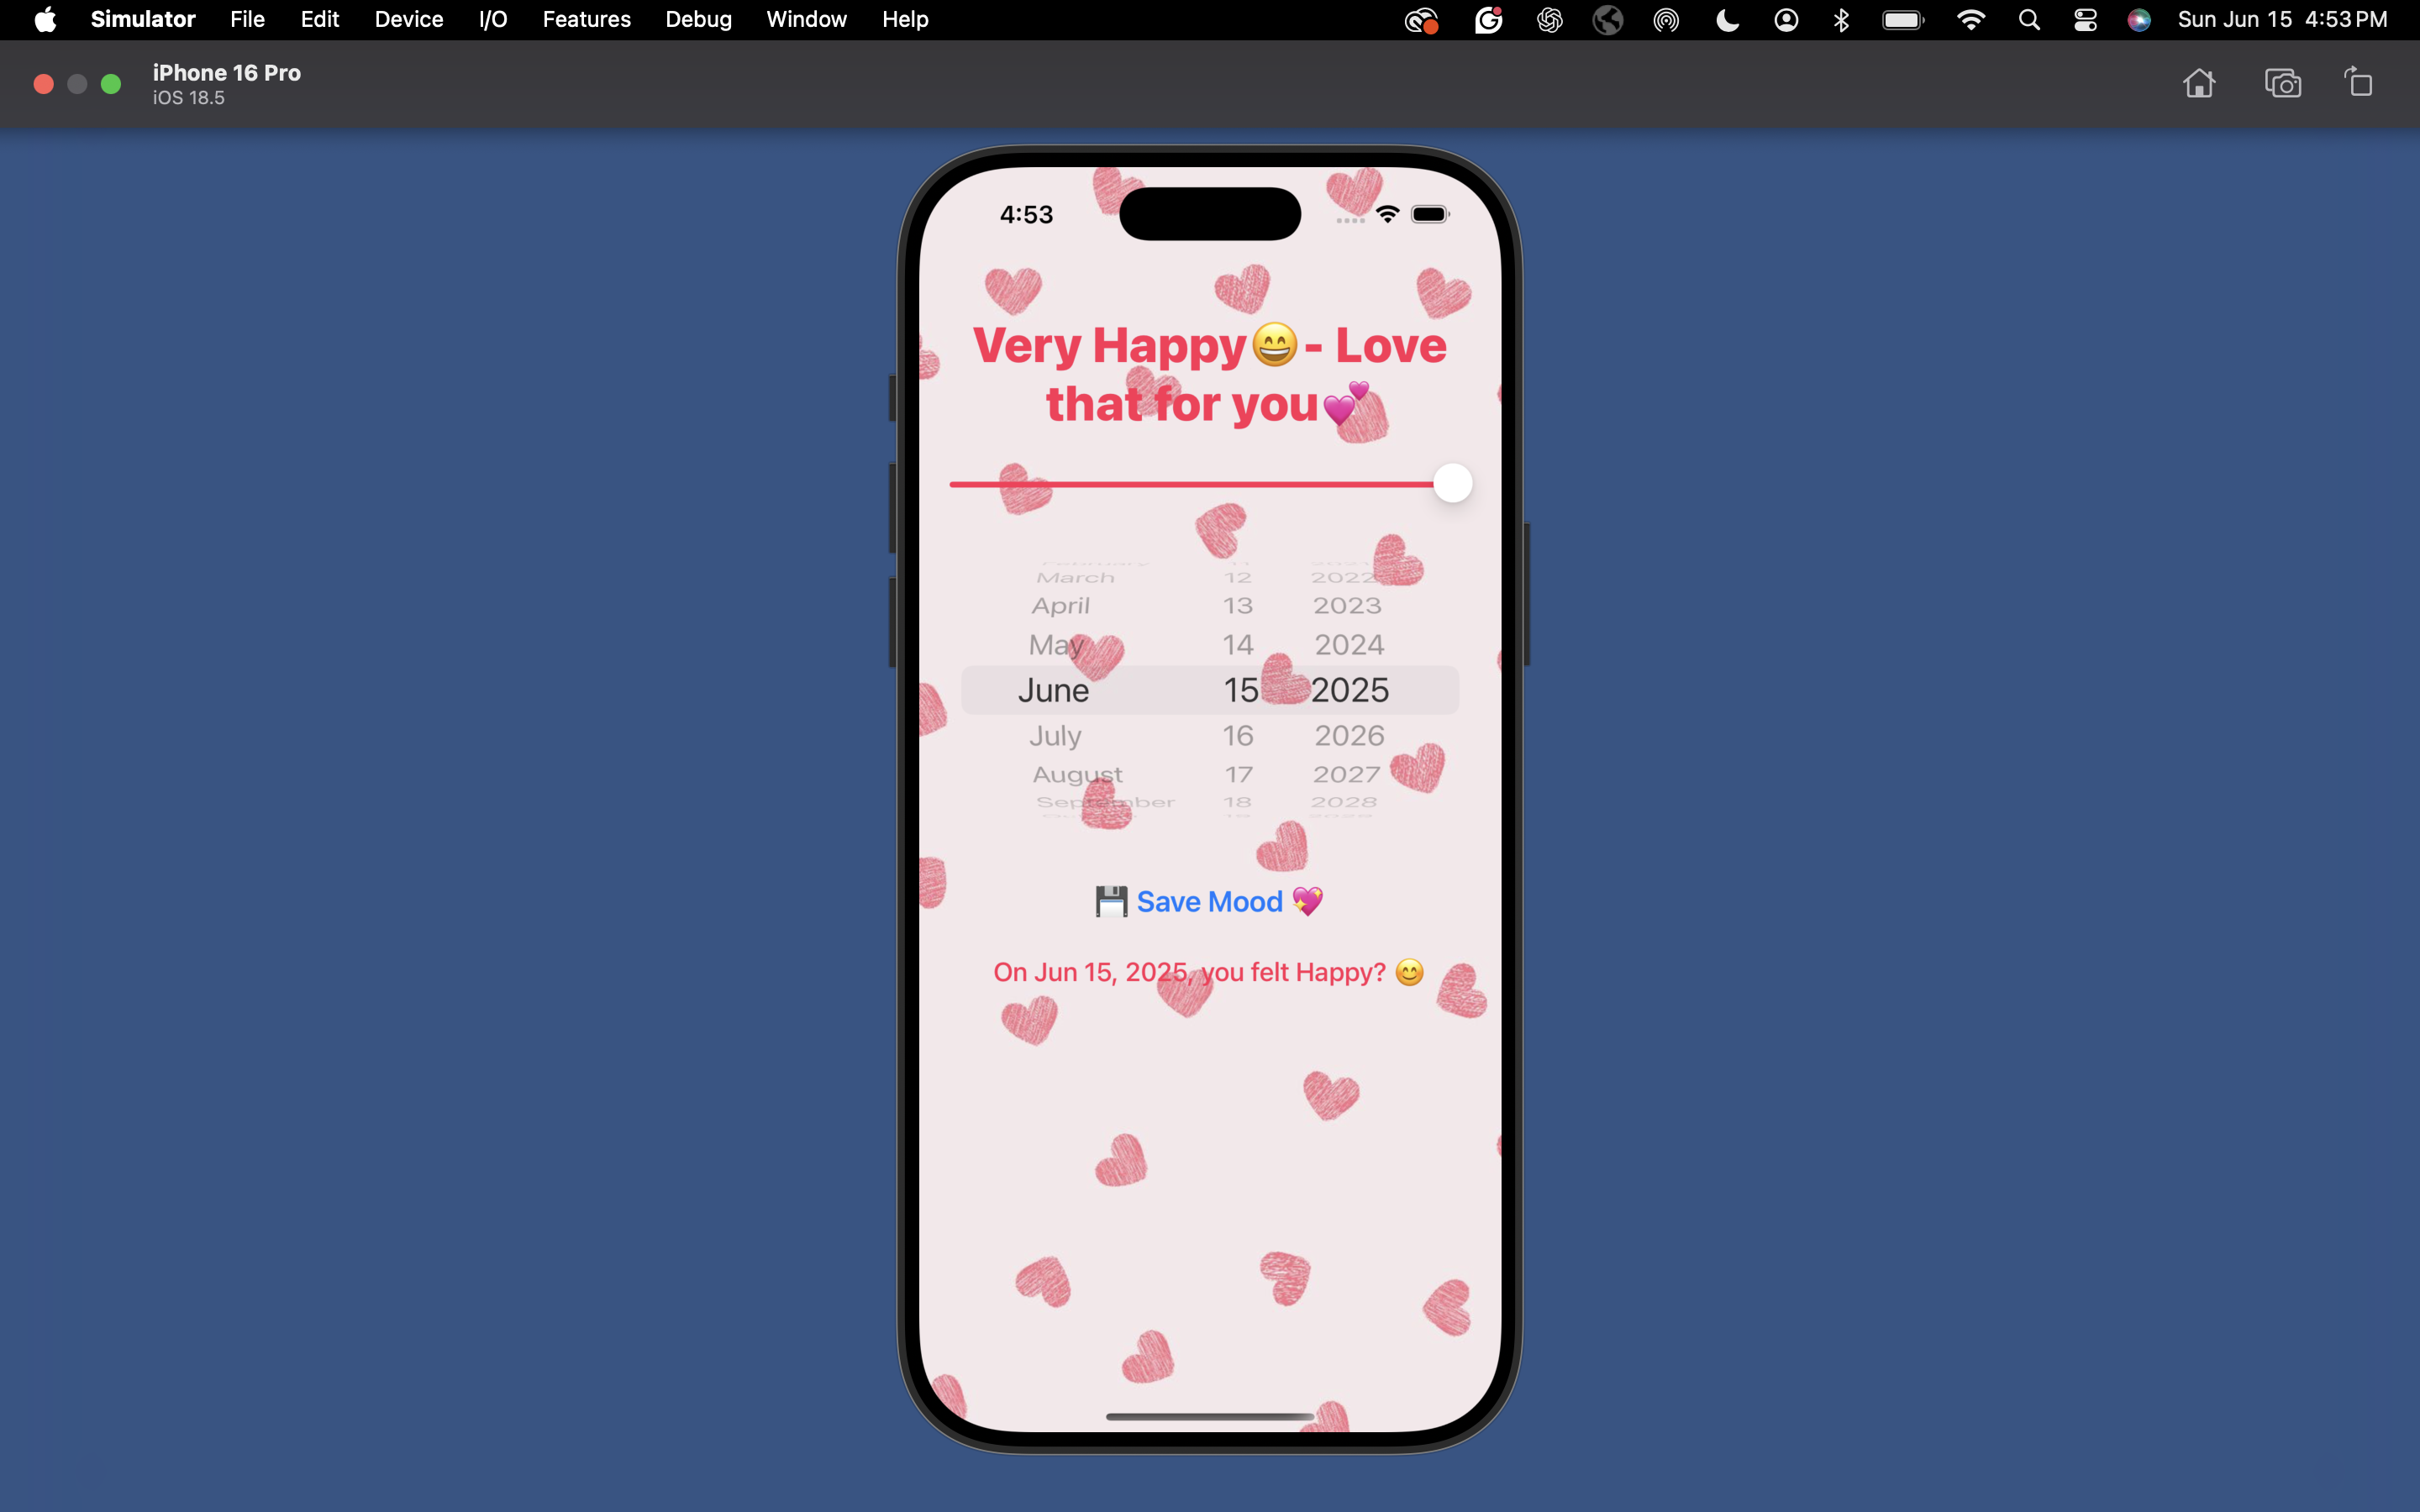 Simulator File Edit Device I/O Features Debug Window Help Sun Jun 15 4:53 PM
iPhone 16 Pro
iOS 18.5
4:53
Very Happy😄- Love
that for you💕
March 12 2022
April 13 2023
May 14 2024
June 15 2025
July 16 2026
August 17 2027
September 18 2028
💾 Save Mood 💖
On Jun 15, 2025, you felt Happy? 😊